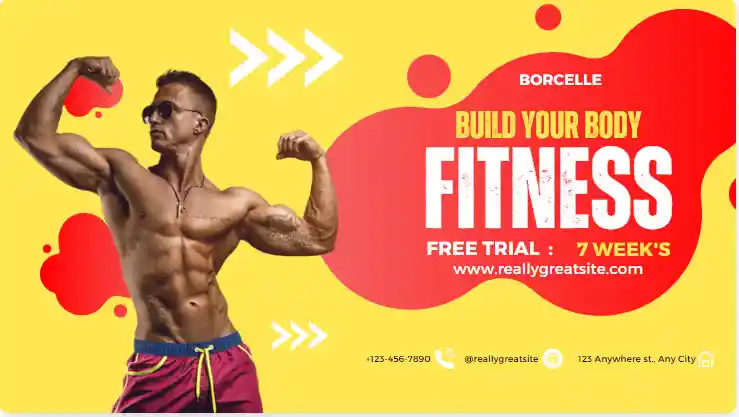 BORCELLE
BUILD YOUR BODY
FITNESS
FREE TRIAL : 7 WEEK'S
www.reallygreatsite.com
+123-456-7890 @reallygreatsite 123 Anywhere st., Any City